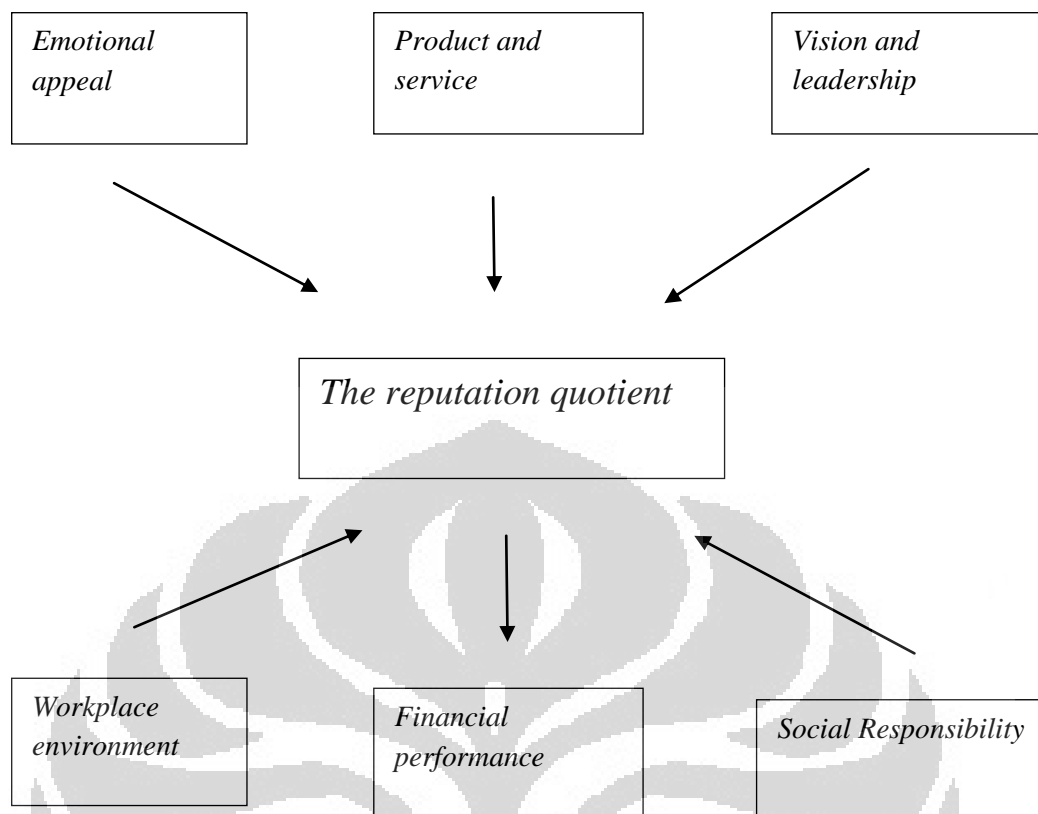 Emotional
appeal
Product and
service
Vision and
leadership
The reputation quotient
Workplace
environment
Financial
performance
Social Responsibility